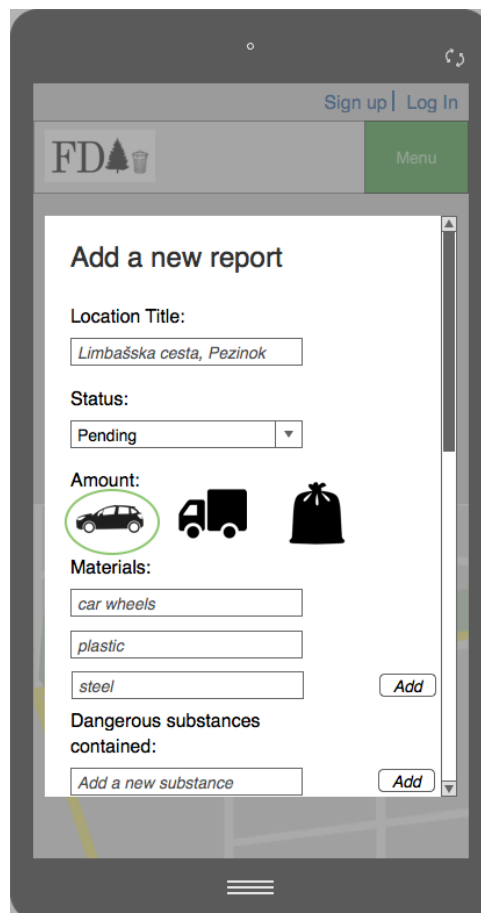 Sign up | Log In
FD
Menu
Add a new report
Location Title:
Limbašska cesta, Pezinok
Status:
Pending
Amount:
Materials:
car wheels
plastic
steel
Add
Dangerous substances
contained:
Add a new substance
Add